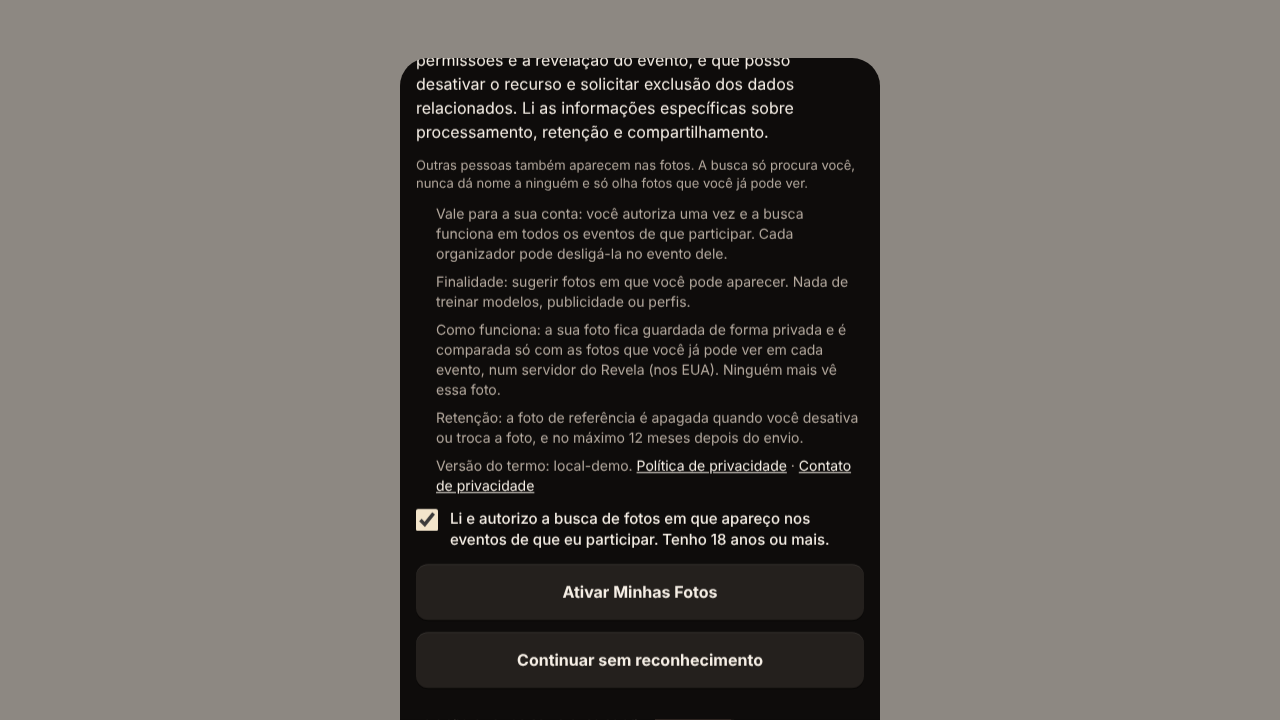 permissões e a revelação do evento, e que posso
desativar o recurso e solicitar exclusão dos dados
relacionados. Li as informações específicas sobre
processamento, retenção e compartilhamento.
Outras pessoas também aparecem nas fotos. A busca só procura você,
nunca dá nome a ninguém e só olha fotos que você já pode ver.
Vale para a sua conta: você autoriza uma vez e a busca
funciona em todos os eventos de que participar. Cada
organizador pode desligá-la no evento dele.
Finalidade: sugerir fotos em que você pode aparecer. Nada de
treinar modelos, publicidade ou perfis.
Como funciona: a sua foto fica guardada de forma privada e é
comparada só com as fotos que você já pode ver em cada
evento, num servidor do Revela (nos EUA). Ninguém mais vê
essa foto.
Retenção: a foto de referência é apagada quando você desativa
ou troca a foto, e no máximo 12 meses depois do envio.
Versão do termo: local-demo. Política de privacidade · Contato
de privacidade
Li e autorizo a busca de fotos em que apareço nos
eventos de que eu participar. Tenho 18 anos ou mais.
Ativar Minhas Fotos
Continuar sem reconhecimento